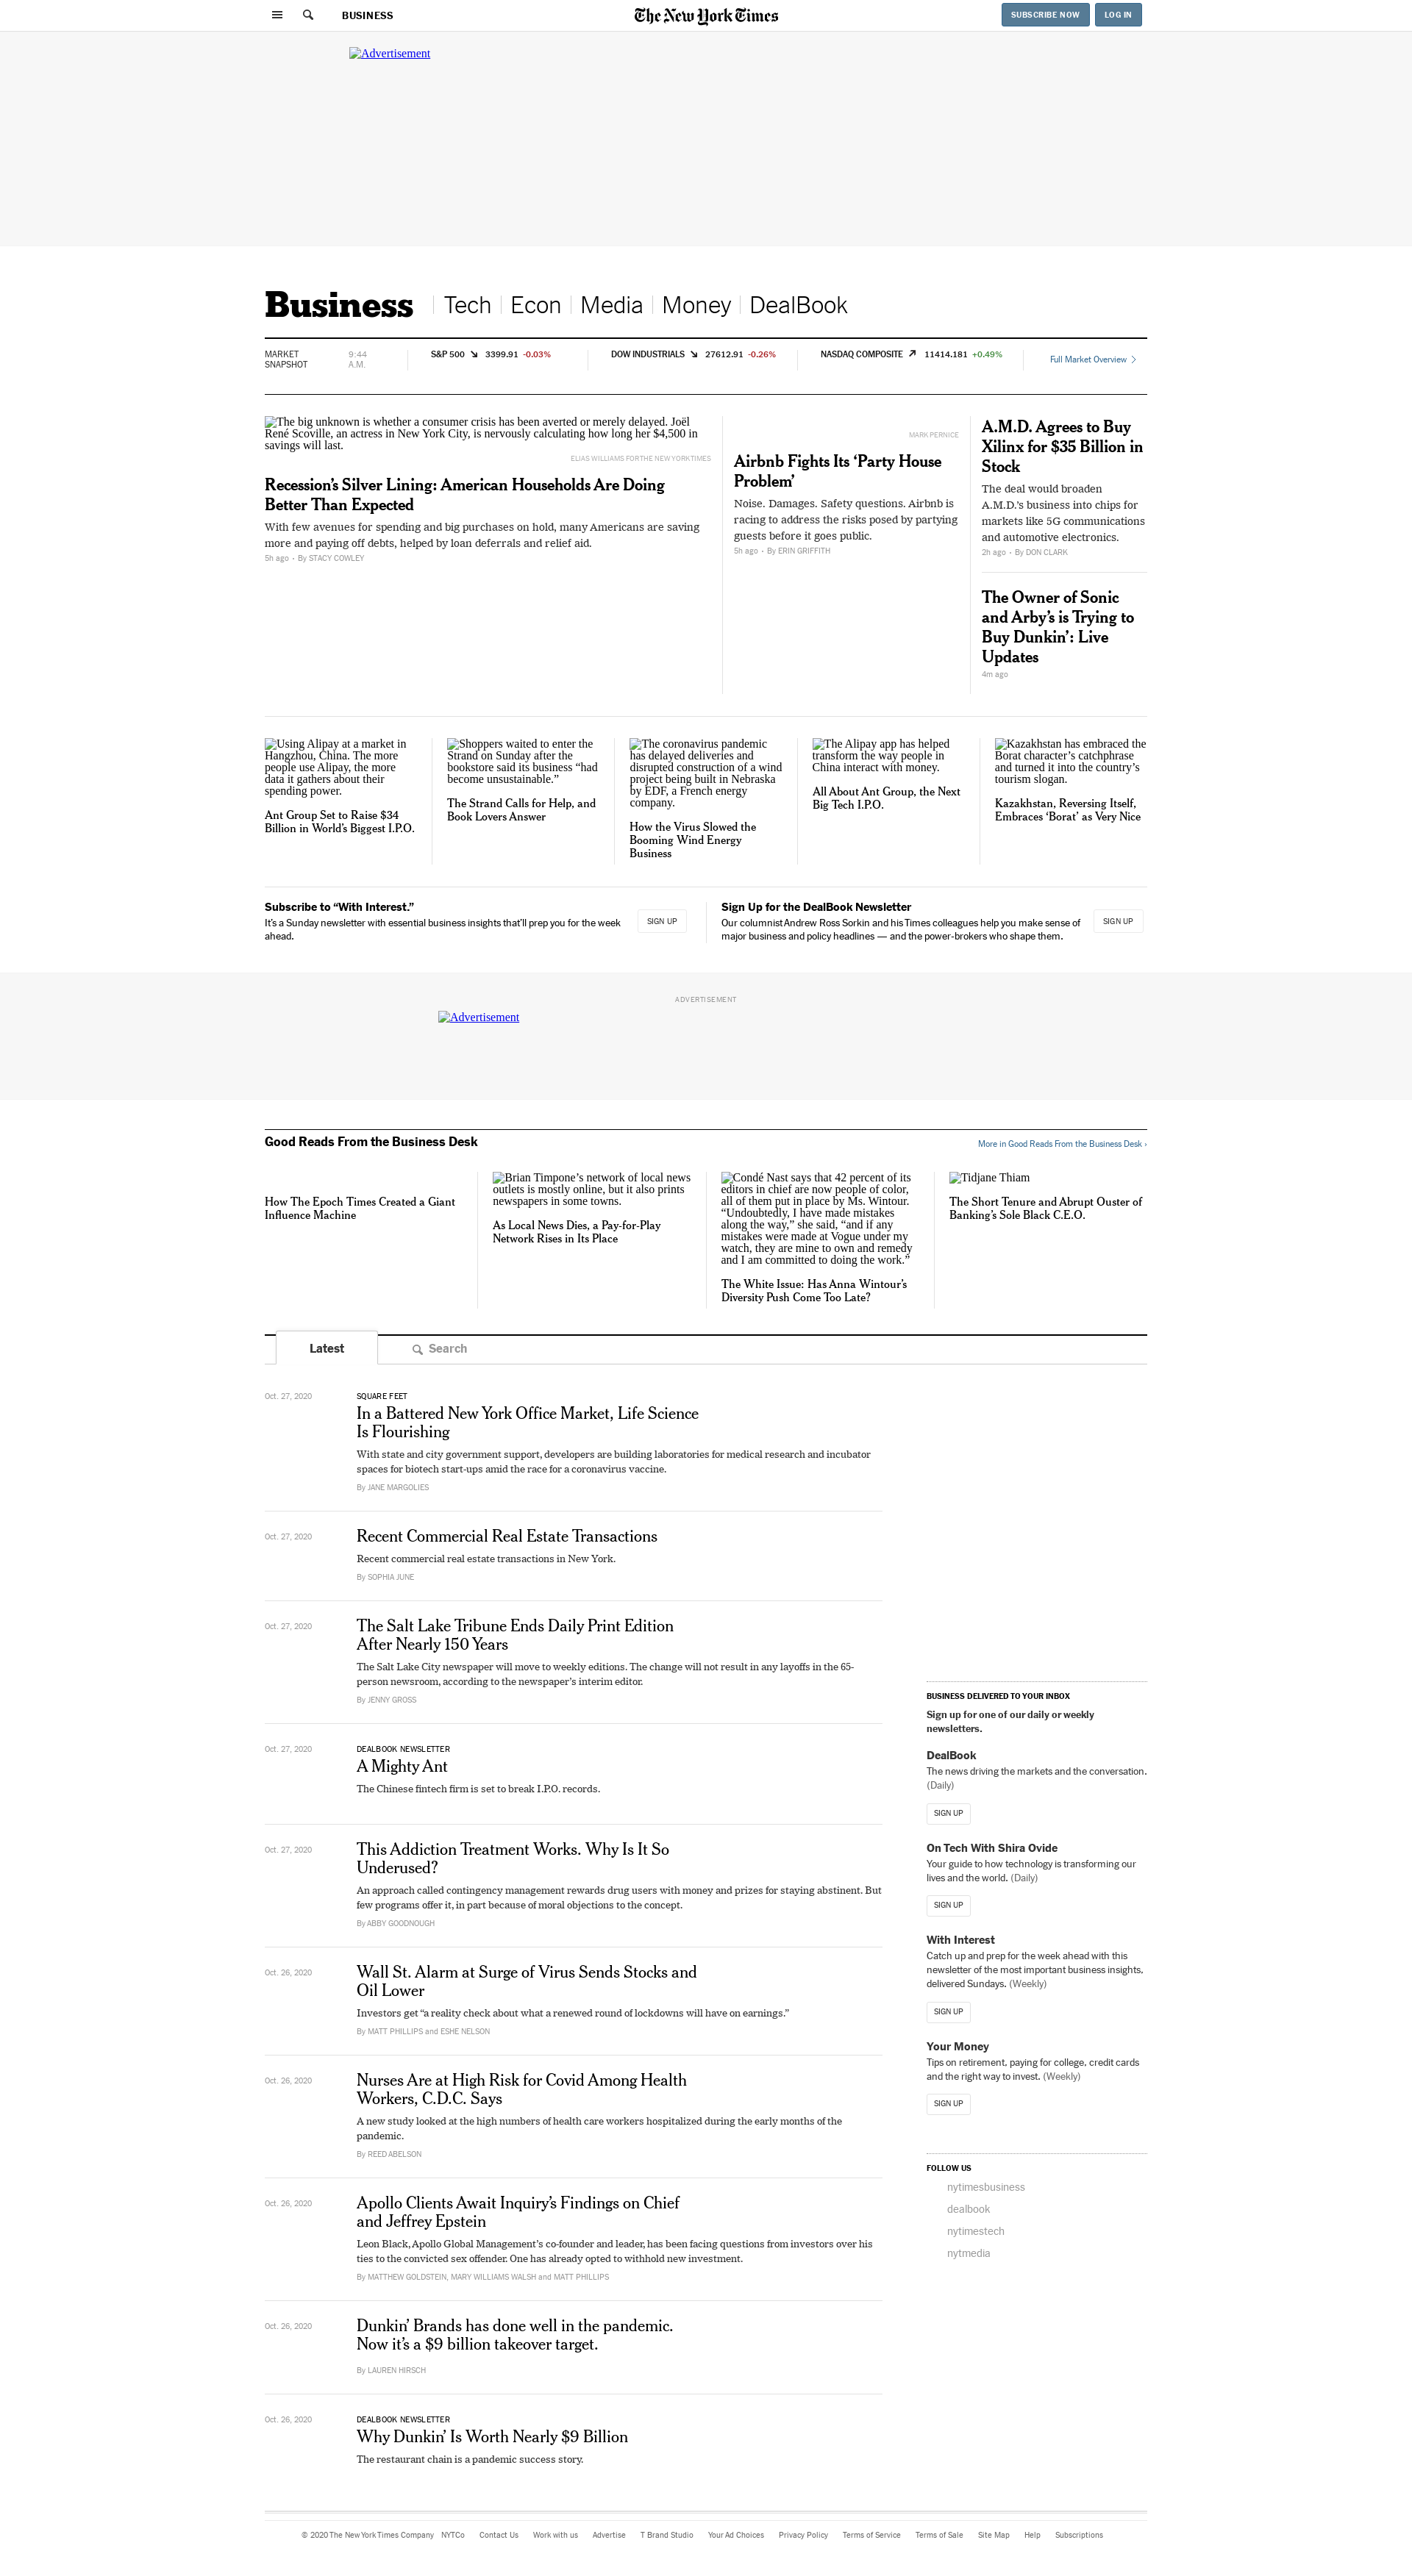 BUSINESS
The New York Times
SUBSCRIBE NOW
LOG IN
Advertisement
Business
Tech
Econ
Media
Money
DealBook
MARKET
SNAPSHOT
9:44
A.M.
S&P 500 3399.91 -0.03%
DOW INDUSTRIALS 27612.91 -0.26%
NASDAQ COMPOSITE 11414.181 +0.49%
Full Market Overview
The big unknown is whether a consumer crisis has been averted or merely delayed. Joël
René Scoville, an actress in New York City, is nervously calculating how long her $4,500 in
savings will last.
ELIAS WILLIAMS FOR THE NEW YORK TIMES
Recession’s Silver Lining: American Households Are Doing
Better Than Expected
With few avenues for spending and big purchases on hold, many Americans are saving
more and paying off debts, helped by loan deferrals and relief aid.
5h ago • By STACY COWLEY
MARK PERNICE
Airbnb Fights Its ‘Party House
Problem’
Noise. Damages. Safety questions. Airbnb is
racing to address the risks posed by partying
guests before it goes public.
5h ago • By ERIN GRIFFITH
A.M.D. Agrees to Buy
Xilinx for $35 Billion in
Stock
The deal would broaden
A.M.D.’s business into chips for
markets like 5G communications
and automotive electronics.
2h ago • By DON CLARK
The Owner of Sonic
and Arby’s is Trying to
Buy Dunkin’: Live
Updates
4m ago
Using Alipay at a market in
Hangzhou, China. The more
people use Alipay, the more
data it gathers about their
spending power.
Ant Group Set to Raise $34
Billion in World’s Biggest I.P.O.
Shoppers waited to enter the
Strand on Sunday after the
bookstore said its business “had
become unsustainable.”
The Strand Calls for Help, and
Book Lovers Answer
The coronavirus pandemic
has delayed deliveries and
disrupted construction of a wind
project being built in Nebraska
by EDF, a French energy
company.
How the Virus Slowed the
Booming Wind Energy
Business
The Alipay app has helped
transform the way people in
China interact with money.
All About Ant Group, the Next
Big Tech I.P.O.
Kazakhstan has embraced the
Borat character’s catchphrase
and turned it into the country’s
tourism slogan.
Kazakhstan, Reversing Itself,
Embraces ‘Borat’ as Very Nice
Subscribe to “With Interest.”
It’s a Sunday newsletter with essential business insights that’ll prep you for the week
ahead.
SIGN UP
Sign Up for the DealBook Newsletter
Our columnist Andrew Ross Sorkin and his Times colleagues help you make sense of
major business and policy headlines — and the power-brokers who shape them.
SIGN UP
ADVERTISEMENT
Advertisement
Good Reads From the Business Desk
More in Good Reads From the Business Desk ›
How The Epoch Times Created a Giant
Influence Machine
Brian Timpone’s network of local news
outlets is mostly online, but it also prints
newspapers in some towns.
As Local News Dies, a Pay-for-Play
Network Rises in Its Place
Condé Nast says that 42 percent of its
editors in chief are now people of color,
all of them put in place by Ms. Wintour.
“Undoubtedly, I have made mistakes
along the way,” she said, “and if any
mistakes were made at Vogue under my
watch, they are mine to own and remedy
and I am committed to doing the work.”
The White Issue: Has Anna Wintour’s
Diversity Push Come Too Late?
Tidjane Thiam
The Short Tenure and Abrupt Ouster of
Banking’s Sole Black C.E.O.
Latest
Search
Oct. 27, 2020
SQUARE FEET
In a Battered New York Office Market, Life Science
Is Flourishing
With state and city government support, developers are building laboratories for medical research and incubator
spaces for biotech start-ups amid the race for a coronavirus vaccine.
By JANE MARGOLIES
Oct. 27, 2020
Recent Commercial Real Estate Transactions
Recent commercial real estate transactions in New York.
By SOPHIA JUNE
Oct. 27, 2020
The Salt Lake Tribune Ends Daily Print Edition
After Nearly 150 Years
The Salt Lake City newspaper will move to weekly editions. The change will not result in any layoffs in the 65-
person newsroom, according to the newspaper’s interim editor.
By JENNY GROSS
Oct. 27, 2020
DEALBOOK NEWSLETTER
A Mighty Ant
The Chinese fintech firm is set to break I.P.O. records.
Oct. 27, 2020
This Addiction Treatment Works. Why Is It So
Underused?
An approach called contingency management rewards drug users with money and prizes for staying abstinent. But
few programs offer it, in part because of moral objections to the concept.
By ABBY GOODNOUGH
Oct. 26, 2020
Wall St. Alarm at Surge of Virus Sends Stocks and
Oil Lower
Investors get “a reality check about what a renewed round of lockdowns will have on earnings.”
By MATT PHILLIPS and ESHE NELSON
Oct. 26, 2020
Nurses Are at High Risk for Covid Among Health
Workers, C.D.C. Says
A new study looked at the high numbers of health care workers hospitalized during the early months of the
pandemic.
By REED ABELSON
Oct. 26, 2020
Apollo Clients Await Inquiry’s Findings on Chief
and Jeffrey Epstein
Leon Black, Apollo Global Management’s co-founder and leader, has been facing questions from investors over his
ties to the convicted sex offender. One has already opted to withhold new investment.
By MATTHEW GOLDSTEIN, MARY WILLIAMS WALSH and MATT PHILLIPS
Oct. 26, 2020
Dunkin’ Brands has done well in the pandemic.
Now it’s a $9 billion takeover target.
By LAUREN HIRSCH
Oct. 26, 2020
DEALBOOK NEWSLETTER
Why Dunkin’ Is Worth Nearly $9 Billion
The restaurant chain is a pandemic success story.
BUSINESS DELIVERED TO YOUR INBOX
Sign up for one of our daily or weekly
newsletters.
DealBook
The news driving the markets and the conversation.
(Daily)
SIGN UP
On Tech With Shira Ovide
Your guide to how technology is transforming our
lives and the world. (Daily)
SIGN UP
With Interest
Catch up and prep for the week ahead with this
newsletter of the most important business insights,
delivered Sundays. (Weekly)
SIGN UP
Your Money
Tips on retirement, paying for college, credit cards
and the right way to invest. (Weekly)
SIGN UP
FOLLOW US
nytimesbusiness
dealbook
nytimestech
nytmedia
© 2020 The New York Times Company NYTCo Contact Us Work with us Advertise T Brand Studio Your Ad Choices Privacy Policy Terms of Service Terms of Sale Site Map Help Subscriptions